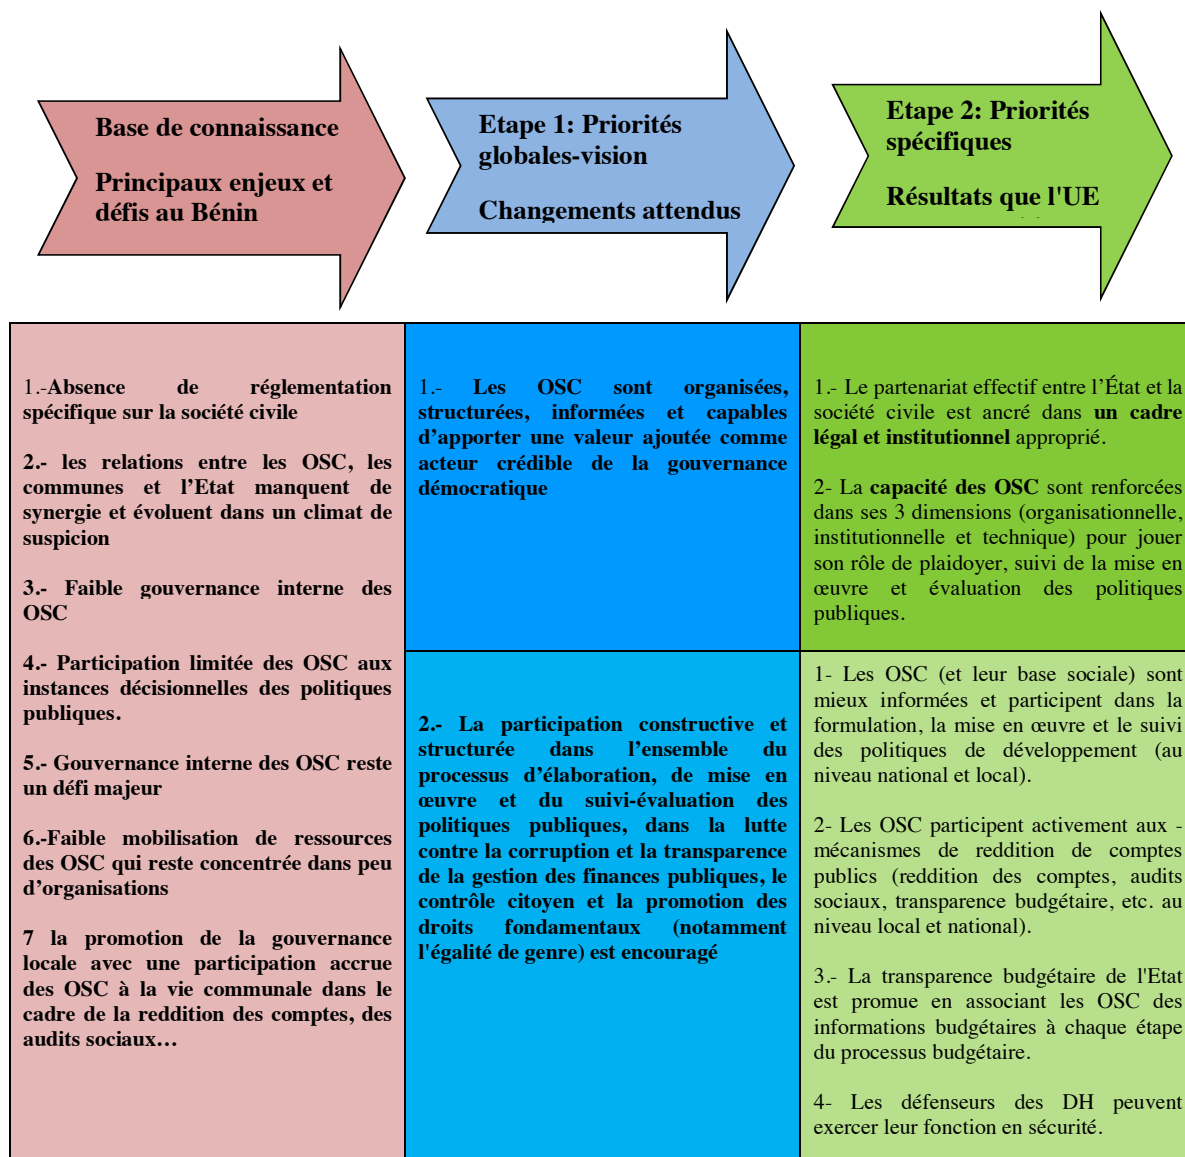 Base de connaissance
Principaux enjeux et
défis au Bénin
Etape 1: Priorités
globales-vision
Changements attendus
Etape 2: Priorités
spécifiques
Résultats que l'UE
1.-Absence de réglementation
spécifique sur la société civile
2.- les relations entre les OSC, les
communes et l’Etat manquent de
synergie et évoluent dans un climat de
suspicion
3.- Faible gouvernance interne des
OSC
4.- Participation limitée des OSC aux
instances décisionnelles des politiques
publiques.
5.- Gouvernance interne des OSC reste
un défi majeur
6.-Faible mobilisation de ressources
des OSC qui reste concentrée dans peu
d’organisations
7 la promotion de la gouvernance
locale avec une participation accrue
des OSC à la vie communale dans le
cadre de la reddition des comptes, des
audits sociaux…
1.- Les OSC sont organisées,
structurées, informées et capables
d’apporter une valeur ajoutée comme
acteur crédible de la gouvernance
démocratique
2.- La participation constructive et
structurée dans l’ensemble du
processus d’élaboration, de mise en
œuvre et du suivi-évaluation des
politiques publiques, dans la lutte
contre la corruption et la transparence
de la gestion des finances publiques, le
contrôle citoyen et la promotion des
droits fondamentaux (notamment
l'égalité de genre) est encouragé
1.- Le partenariat effectif entre l’État et la
société civile est ancré dans un cadre
légal et institutionnel approprié.
2- La capacité des OSC sont renforcées
dans ses 3 dimensions (organisationnelle,
institutionnelle et technique) pour jouer
son rôle de plaidoyer, suivi de la mise en
œuvre et évaluation des politiques
publiques.
1- Les OSC (et leur base sociale) sont
mieux informées et participent dans la
formulation, la mise en œuvre et le suivi
des politiques de développement (au
niveau national et local).
2- Les OSC participent activement aux -
mécanismes de reddition de comptes
publics (reddition des comptes, audits
sociaux, transparence budgétaire, etc. au
niveau local et national).
3.- La transparence budgétaire de l'Etat
est promue en associant les OSC des
informations budgétaires à chaque étape
du processus budgétaire.
4- Les défenseurs des DH peuvent
exercer leur fonction en sécurité.